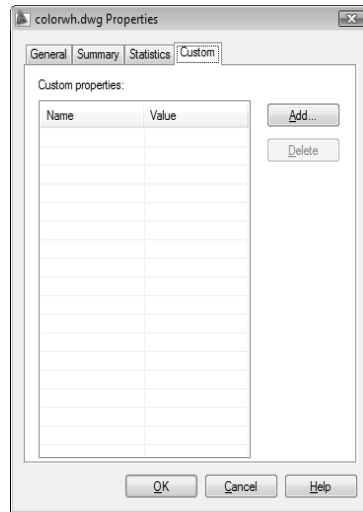 colorwh.dwg Properties
General Summary Statistics Custom
Custom properties:
Name Value
Add...
Delete
OK Cancel Help